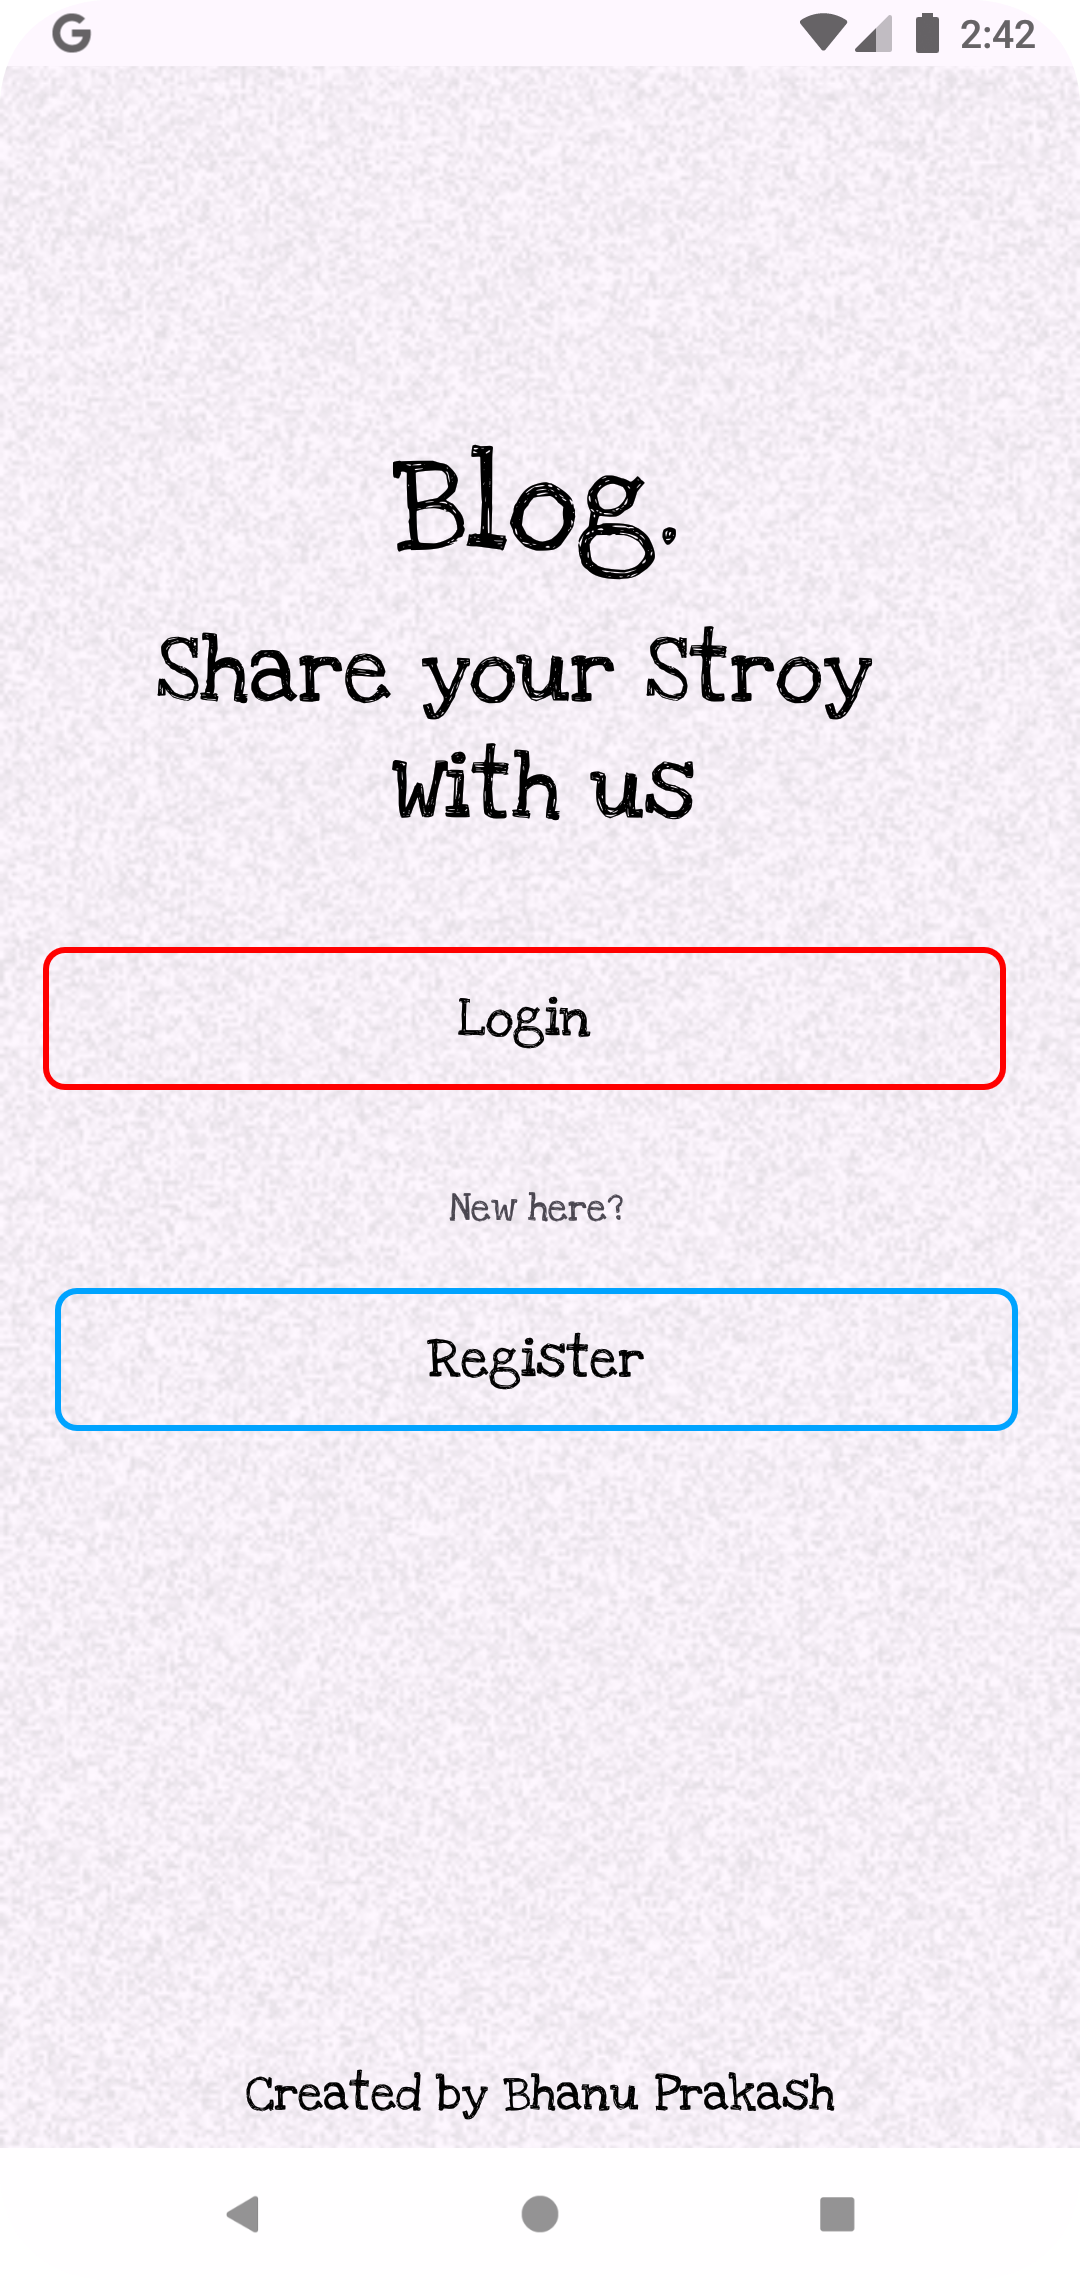 2:42
Blog.
Share your Stroy
With us
Login
New here?
Register
Created by Bhanu Prakash